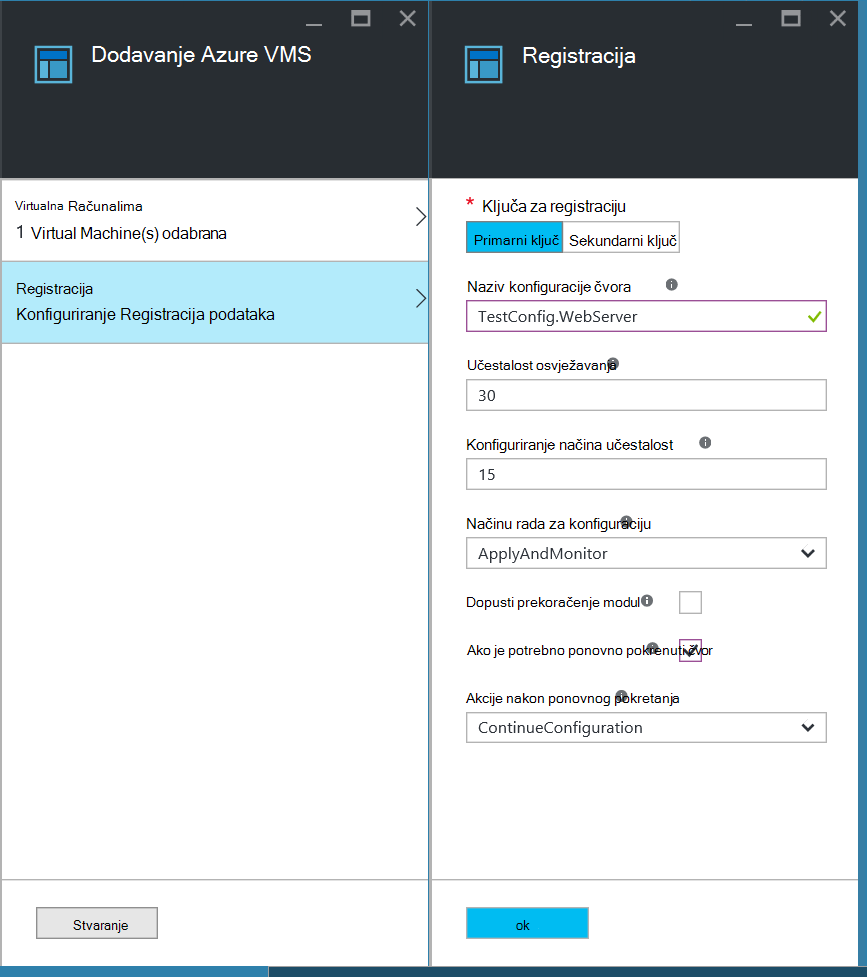 Dodavanje Azure VMS
Virtualna Računalima
1 Virtual Machine(s) odabrana
Registracija
Konfiguriranje Registracija podataka
Stvaranje
Registracija
* Ključa za registraciju
Primarni ključ Sekundarni ključ
Naziv konfiguracije čvora
TestConfig.WebServer
Učestalost osvježavanja
30
Konfiguriranje načina učestalost
15
Načinu rada za konfiguraciju
ApplyAndMonitor
Dopusti prekoračenje modul
Ako je potrebno ponovno pokrenuti čvor
Akcije nakon ponovnog pokretanja
ContinueConfiguration
ok